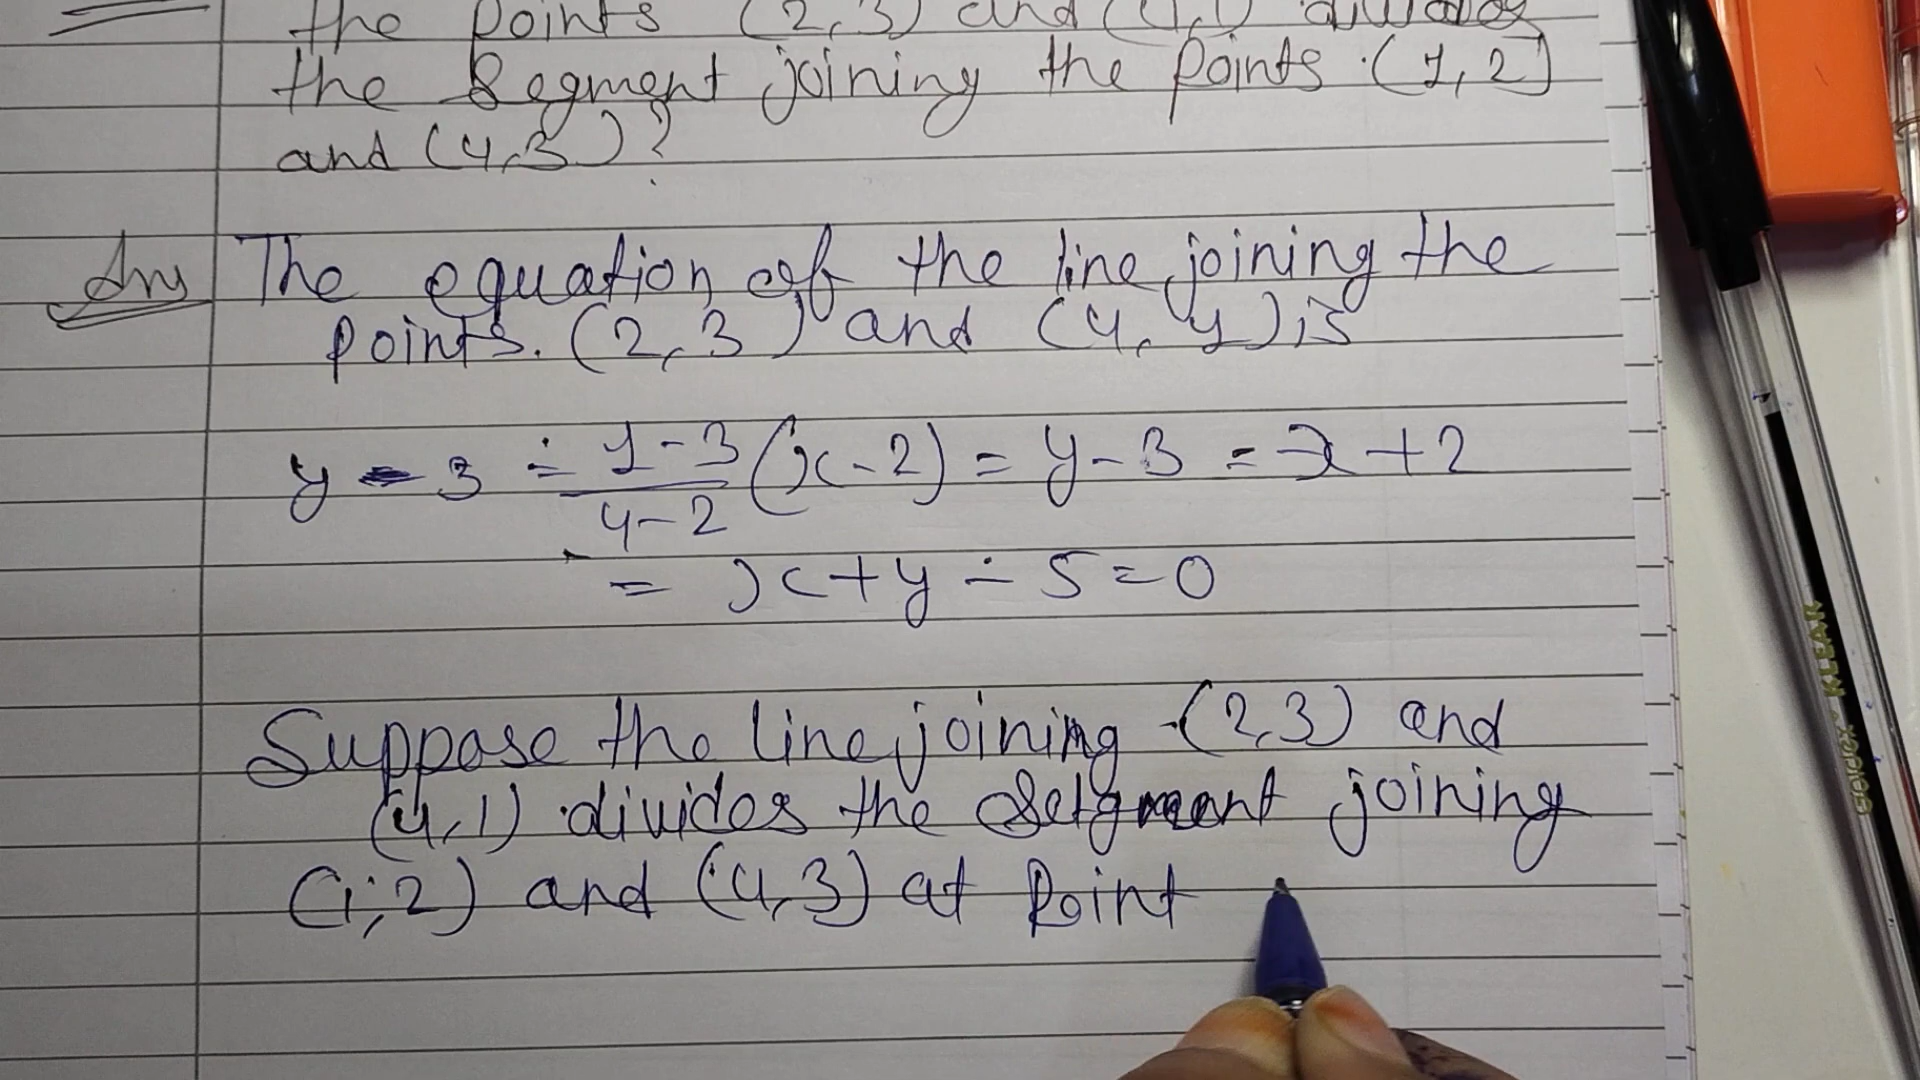 the points (2,3) and (4,1) divides
the Segment joining the points (1,2)
and (4,3)?
Ans The equation of the line joining the
points. (2,3) and (4,1) is
y - 3 = 1-3/4-2 (x-2) = y-3 = -x+2
= x+y-5=0
Suppose the line joining (2,3) and
(4,1) divides the Segment joining
(1,2) and (4,3) at Point